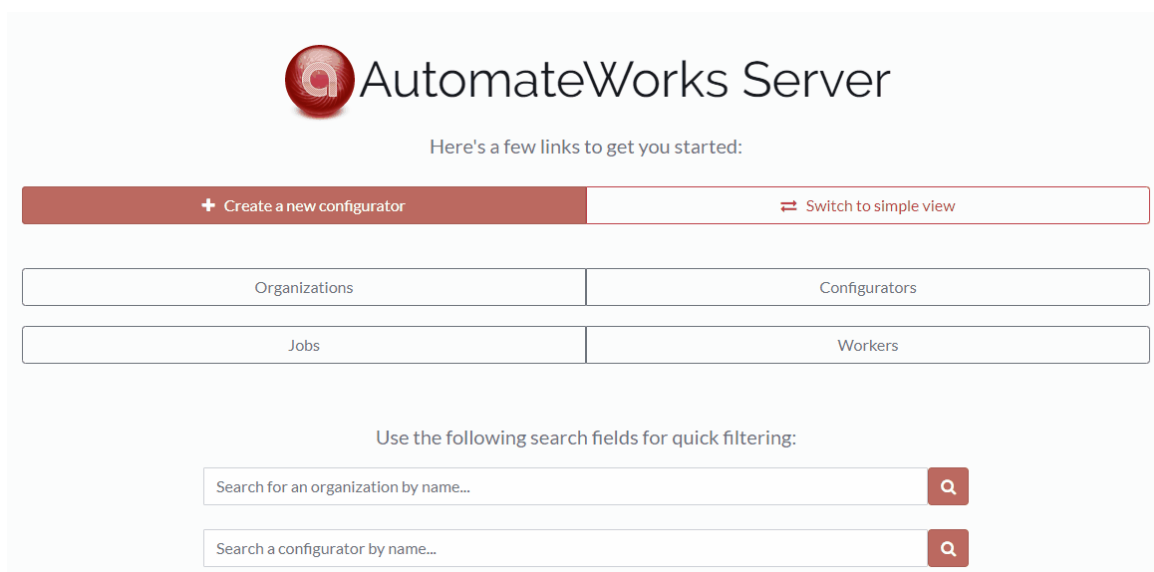 AutomateWorks Server
Here's a few links to get you started:
Create a new configurator
Switch to simple view
Organizations
Configurators
Jobs
Workers
Use the following search fields for quick filtering:
Search for an organization by name...
Search a configurator by name...